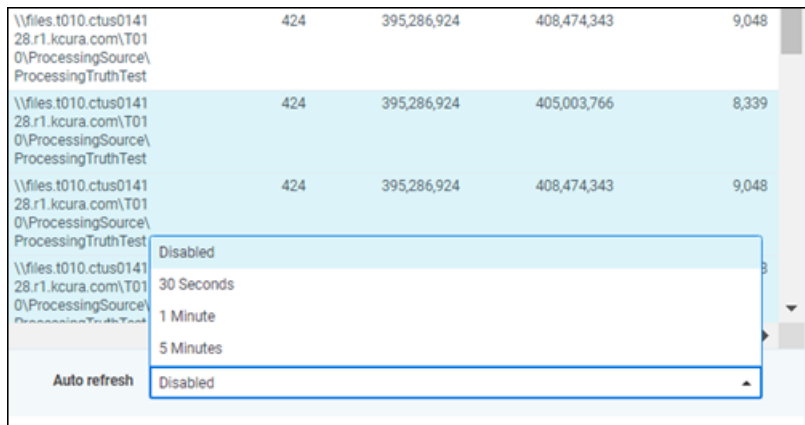 \\files.t010.ctus0141 424 395,286,924 408,474,343 9,048
28.r1.kcura.com\T01
0\ProcessingSource\
ProcessingTruthTest
\\files.t010.ctus0141 424 395,286,924 405,003,766 8,339
28.r1.kcura.com\T01
0\ProcessingSource\
ProcessingTruthTest
\\files.t010.ctus0141 424 395,286,924 408,474,343 9,048
28.r1.kcura.com\T01
0\ProcessingSource\
ProcessingTruthTest
\\files.t010.ctus0141
28.r1.kcura.com\T01
0\ProcessingSource\
Disabled
30 Seconds
1 Minute
5 Minutes
Auto refresh Disabled